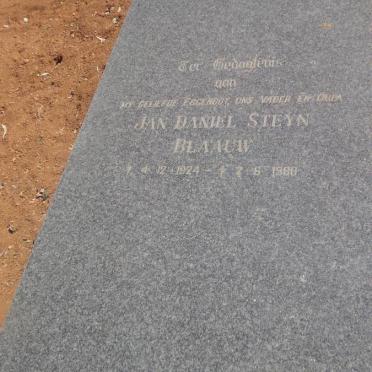 Ter Gedagtenis
aan
MY GELIEFDE EGGENOOT, ONS VADER EN OUPA
JAN DANIEL STEYN
BLAAUW
4 12 1924 - 7 6 1980